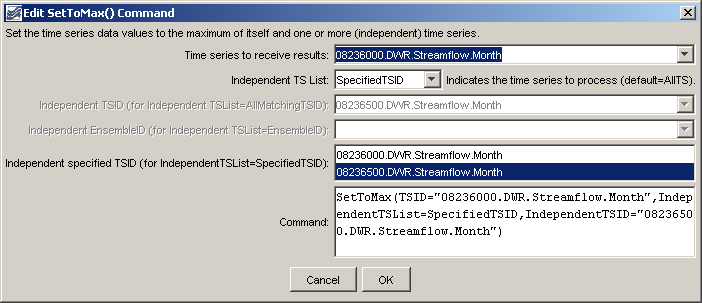 Edit SetToMax() Command
Set the time series data values to the maximum of itself and one or more (independent) time series.
Time series to receive results: 08236000.DWR.Streamflow.Month
Independent TS List: SpecifiedTSID Indicates the time series to process (default=AllTS).
Independent TSID (for Independent TSList=AllMatchingTSID): 08236500.DWR.Streamflow.Month
Independent EnsembleID (for Independent TSList=EnsembleID):
08236000.DWR.Streamflow.Month
Independent specified TSID (for IndependentTSList=SpecifiedTSID):
08236500.DWR.Streamflow.Month
SetToMax(TSID="08236000.DWR.Streamflow.Month",Indep
endentTSList=SpecifiedTSID,IndependentTSID="0823650
Command:
0.DWR.Streamflow.Month")
Cancel OK